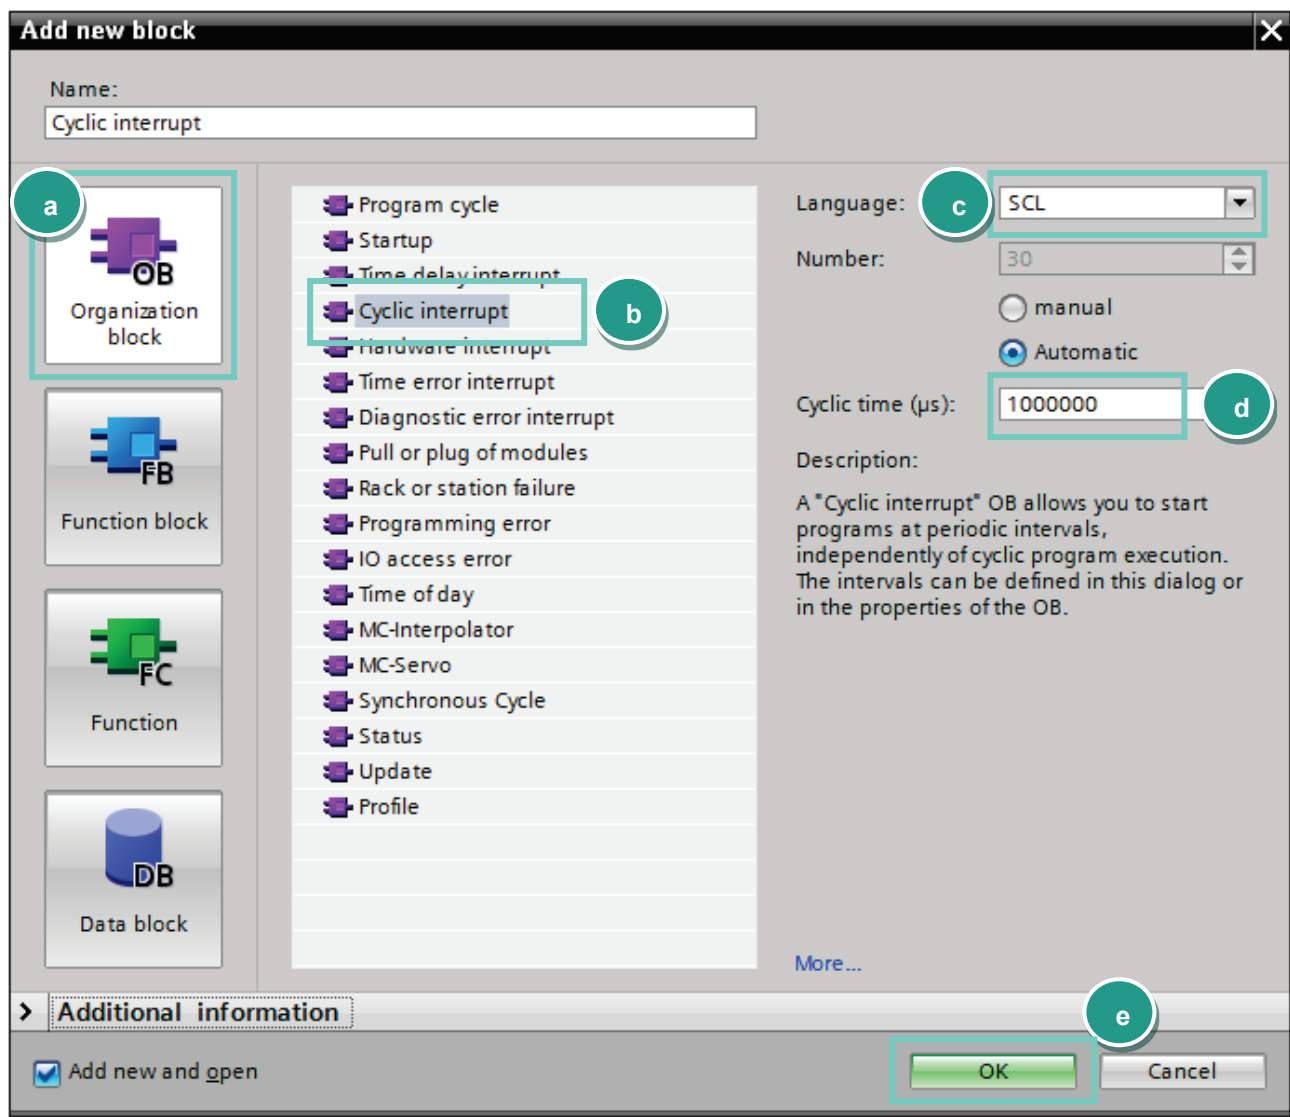 Add new block
Name:
Cyclic interrupt
a
OB
Organization
block
FB
Function block
FC
Function
DB
Data block
Program cycle
Startup
Time delay interrupt
Cyclic interrupt
b
Hardware interrupt
Time error interrupt
Diagnostic error interrupt
Pull or plug of modules
Rack or station failure
Programming error
IO access error
Time of day
MC-Interpolator
MC-Servo
Synchronous Cycle
Status
Update
Profile
Language:
c
SCL
Number:
30
manual
Automatic
Cyclic time (µs):
1000000
d
Description:
A "Cyclic interrupt" OB allows you to start
programs at periodic intervals,
independently of cyclic program execution.
The intervals can be defined in this dialog or
in the properties of the OB.
More...
> Additional information
e
Add new and open
OK
Cancel